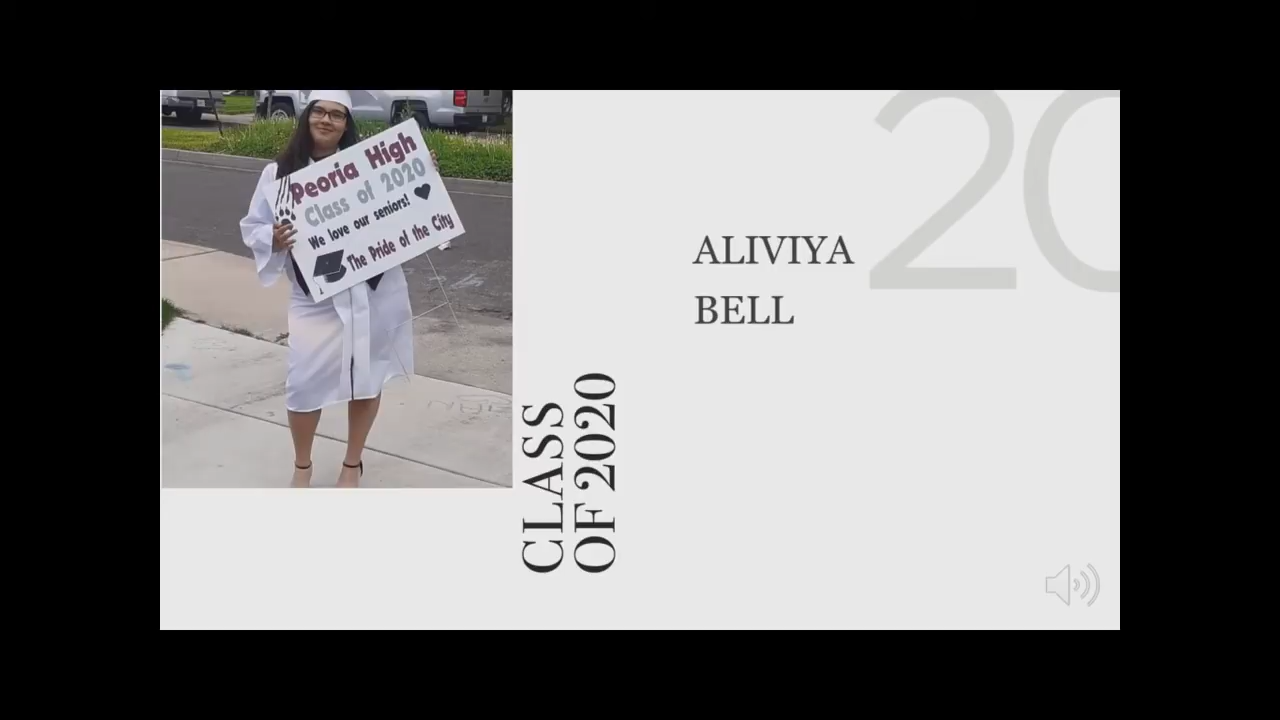 Peoria High
Class of 2020
We love our seniors!
The Pride of the City
ALIVIYA
BELL
CLASS
OF 2020
20